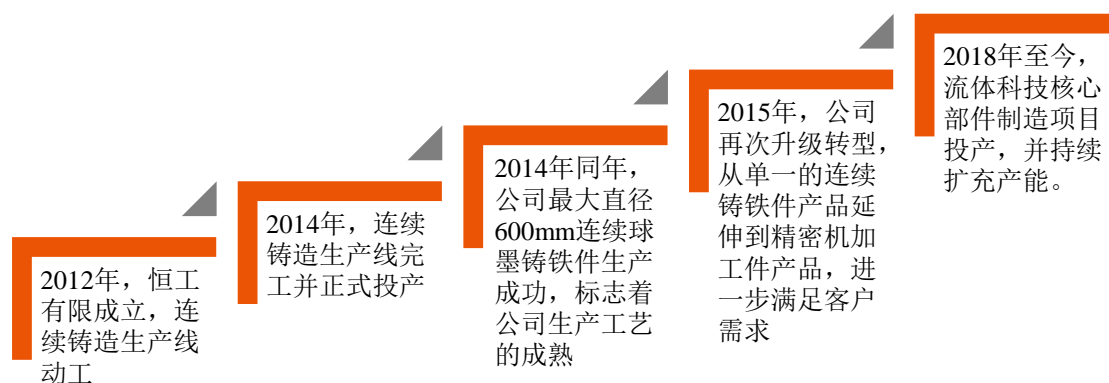 2012年，恒工
有限成立，连
续铸造生产线
动工
2014年，连续
铸造生产线完
工并正式投产
2014年同年，
公司最大直径
600mm连续球
墨铸铁件生产
成功，标志着
公司生产工艺
的成熟
2015年，公司
再次升级转型，
从单一的连续
铸铁件产品延
伸到精密机加
工件产品，进
一步满足客户
需求
2018年至今，
流体科技核心
部件制造项目
投产，并持续
扩充产能。